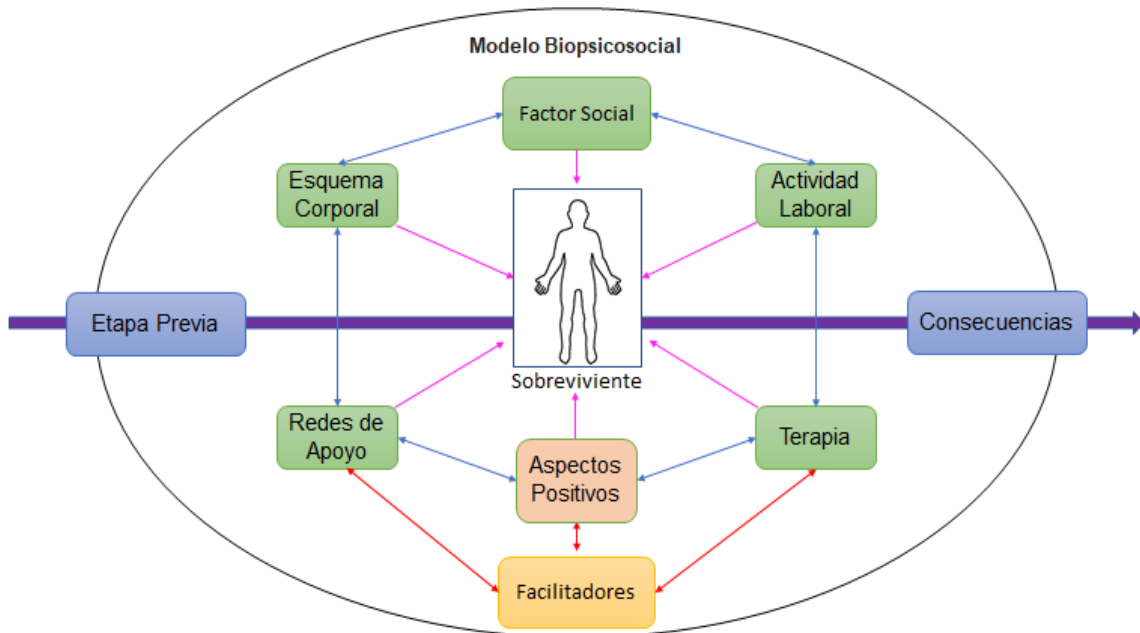 Modelo Biopsicosocial
Factor Social
Esquema
Corporal
Actividad
Laboral
Etapa Previa
Consecuencias
Sobreviviente
Redes de
Apoyo
Aspectos
Positivos
Terapia
Facilitadores